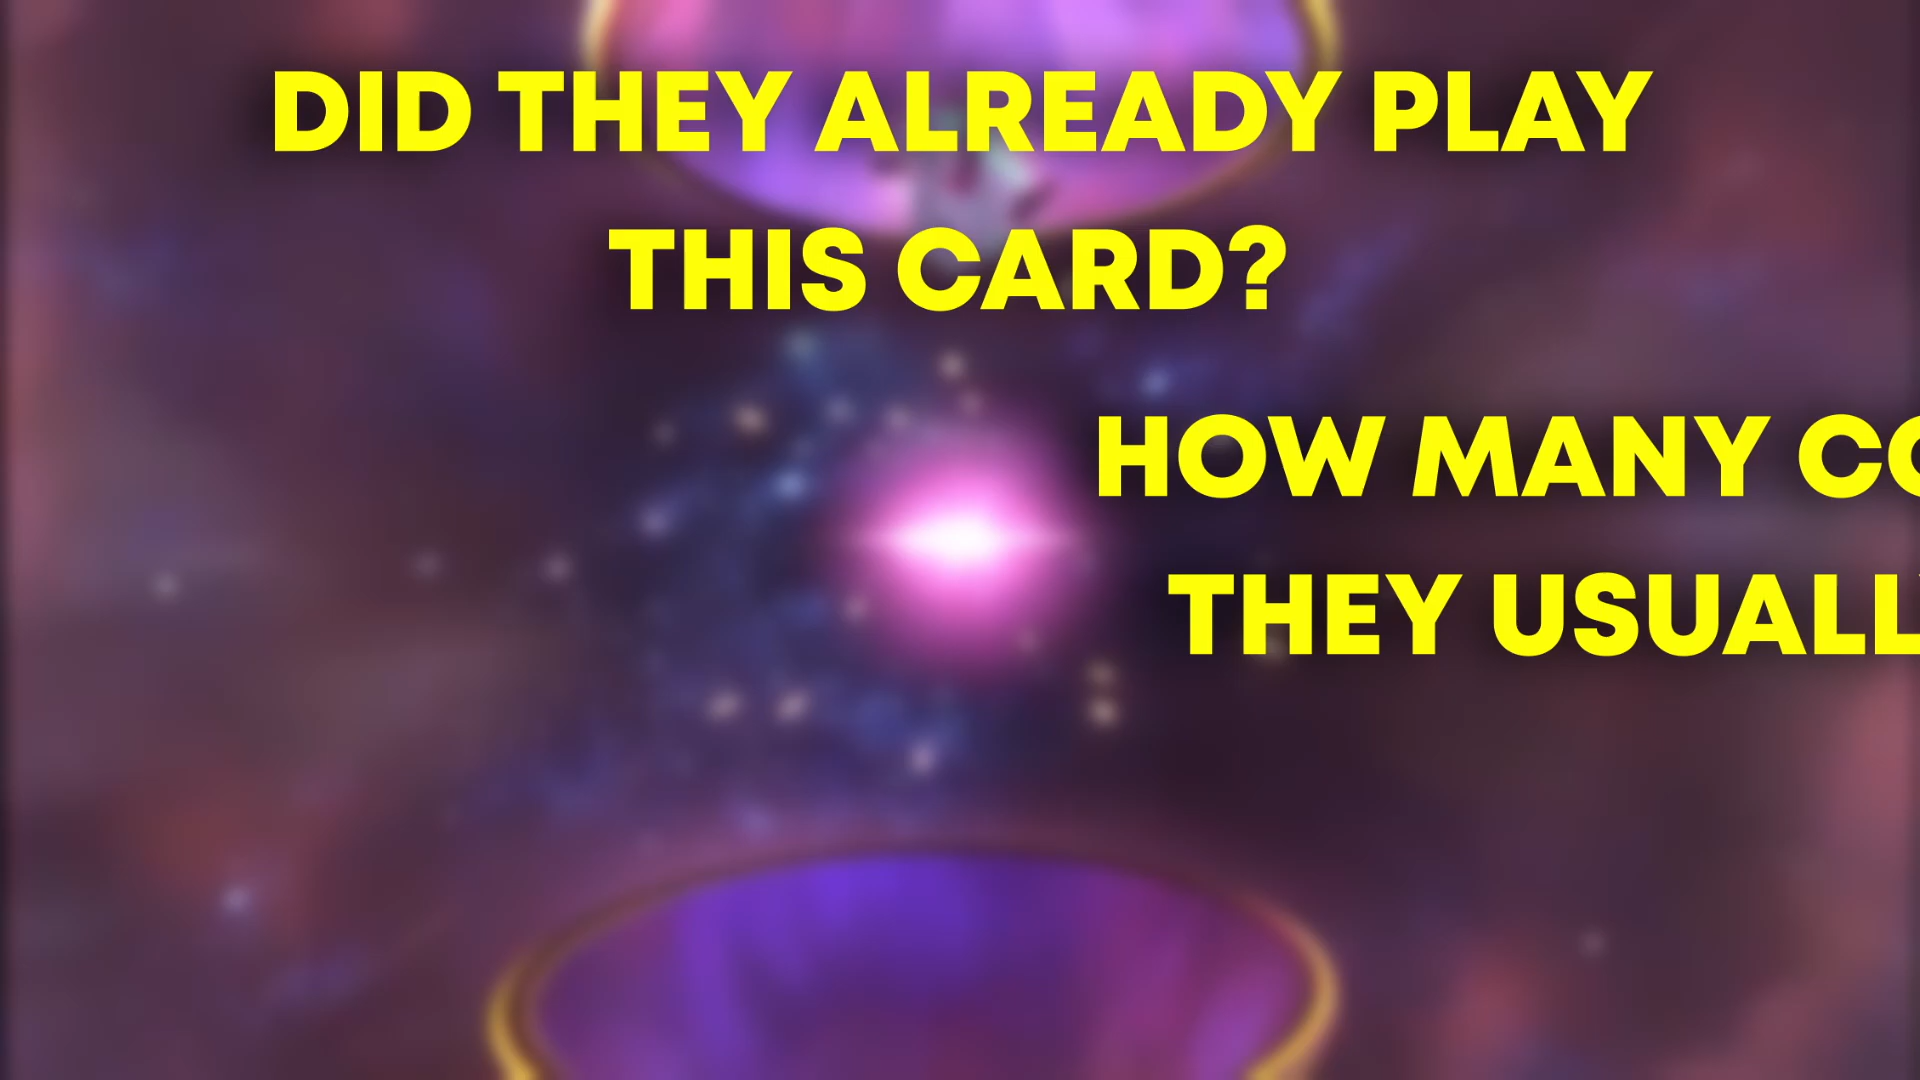 DID THEY ALREADY PLAY
THIS CARD?
HOW MANY
THEY